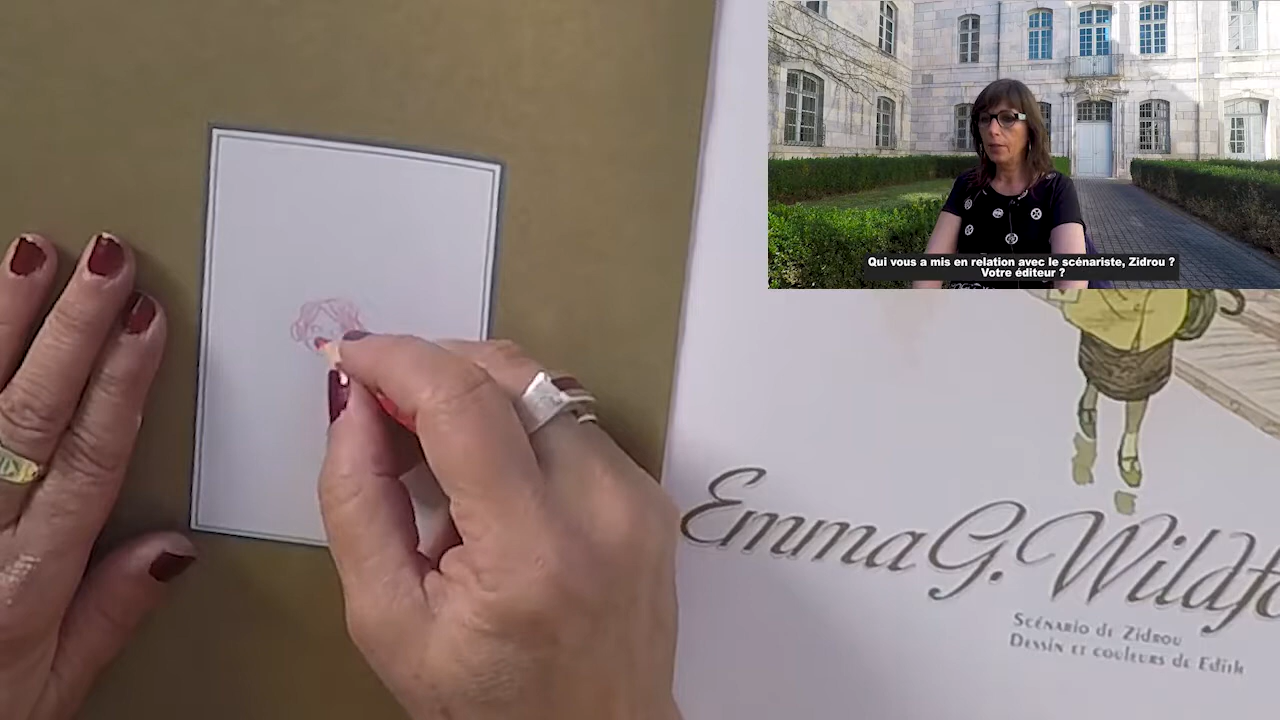 Qui vous a mis en relation avec le scénariste, Zidrou ?
Votre éditeur ?
Emma G. Wildfo
Scénario de Zidrou
Dessin et couleurs de Edith